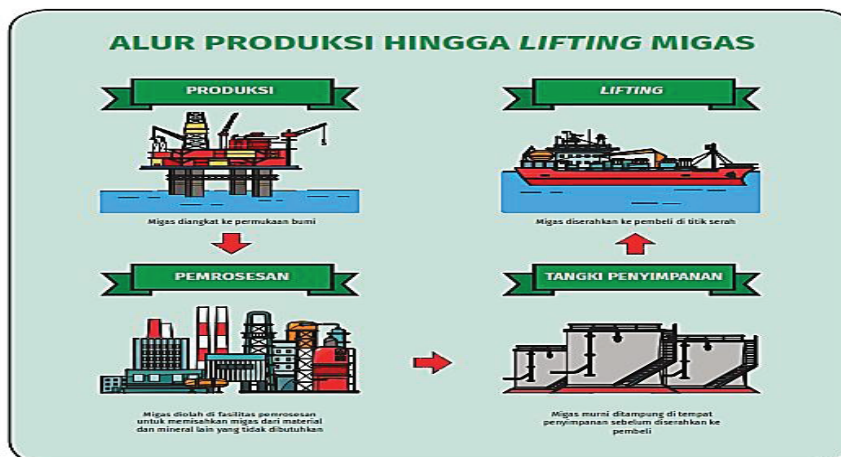 ALUR PRODUKSI HINGGA LIFTING MIGAS
PRODUKSI
Migas diangkat ke permukaan bumi
PEMROSESAN
Migas diolah di fasilitas pemrosesan
untuk memisahkan migas dari material
dan mineral lain yang tidak dibutuhkan
TANGKI PENYIMPANAN
Migas murni ditampung di tempat
penyimpanan sebelum diserahkan ke
pembeli
LIFTING
Migas diserahkan ke pembeli di titik serah